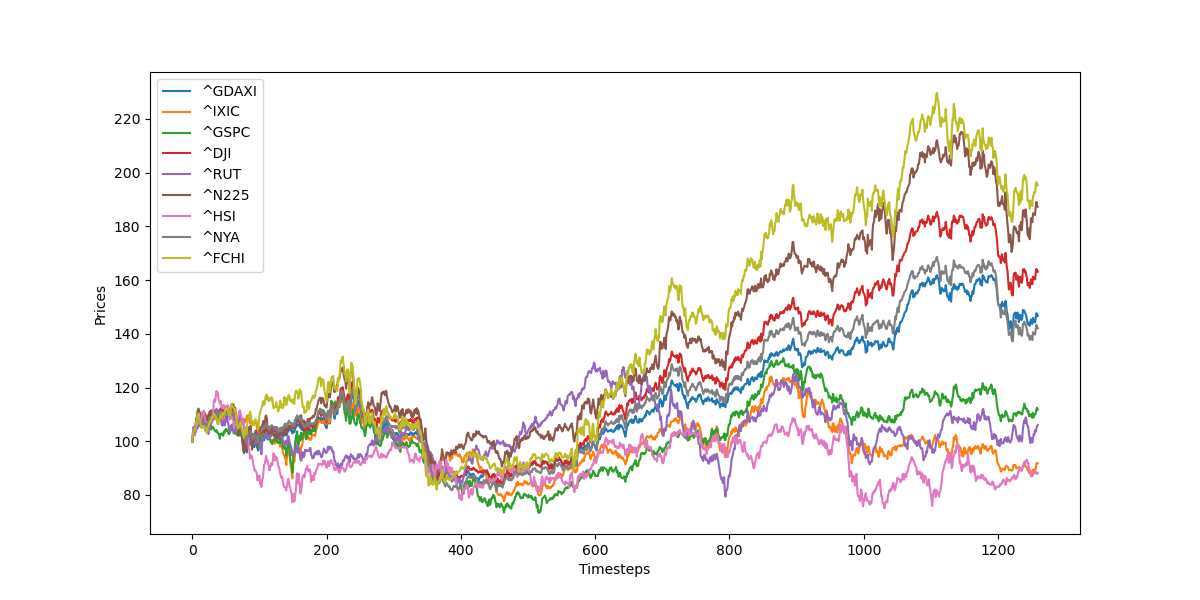 ^GDAXI
^IXIC
^GSPC
^DJI
^RUT
^N225
^HSI
^NYA
^FCHI
220
200
180
160
140
120
100
80
Prices
0 200 400 600 800 1000 1200
Timesteps